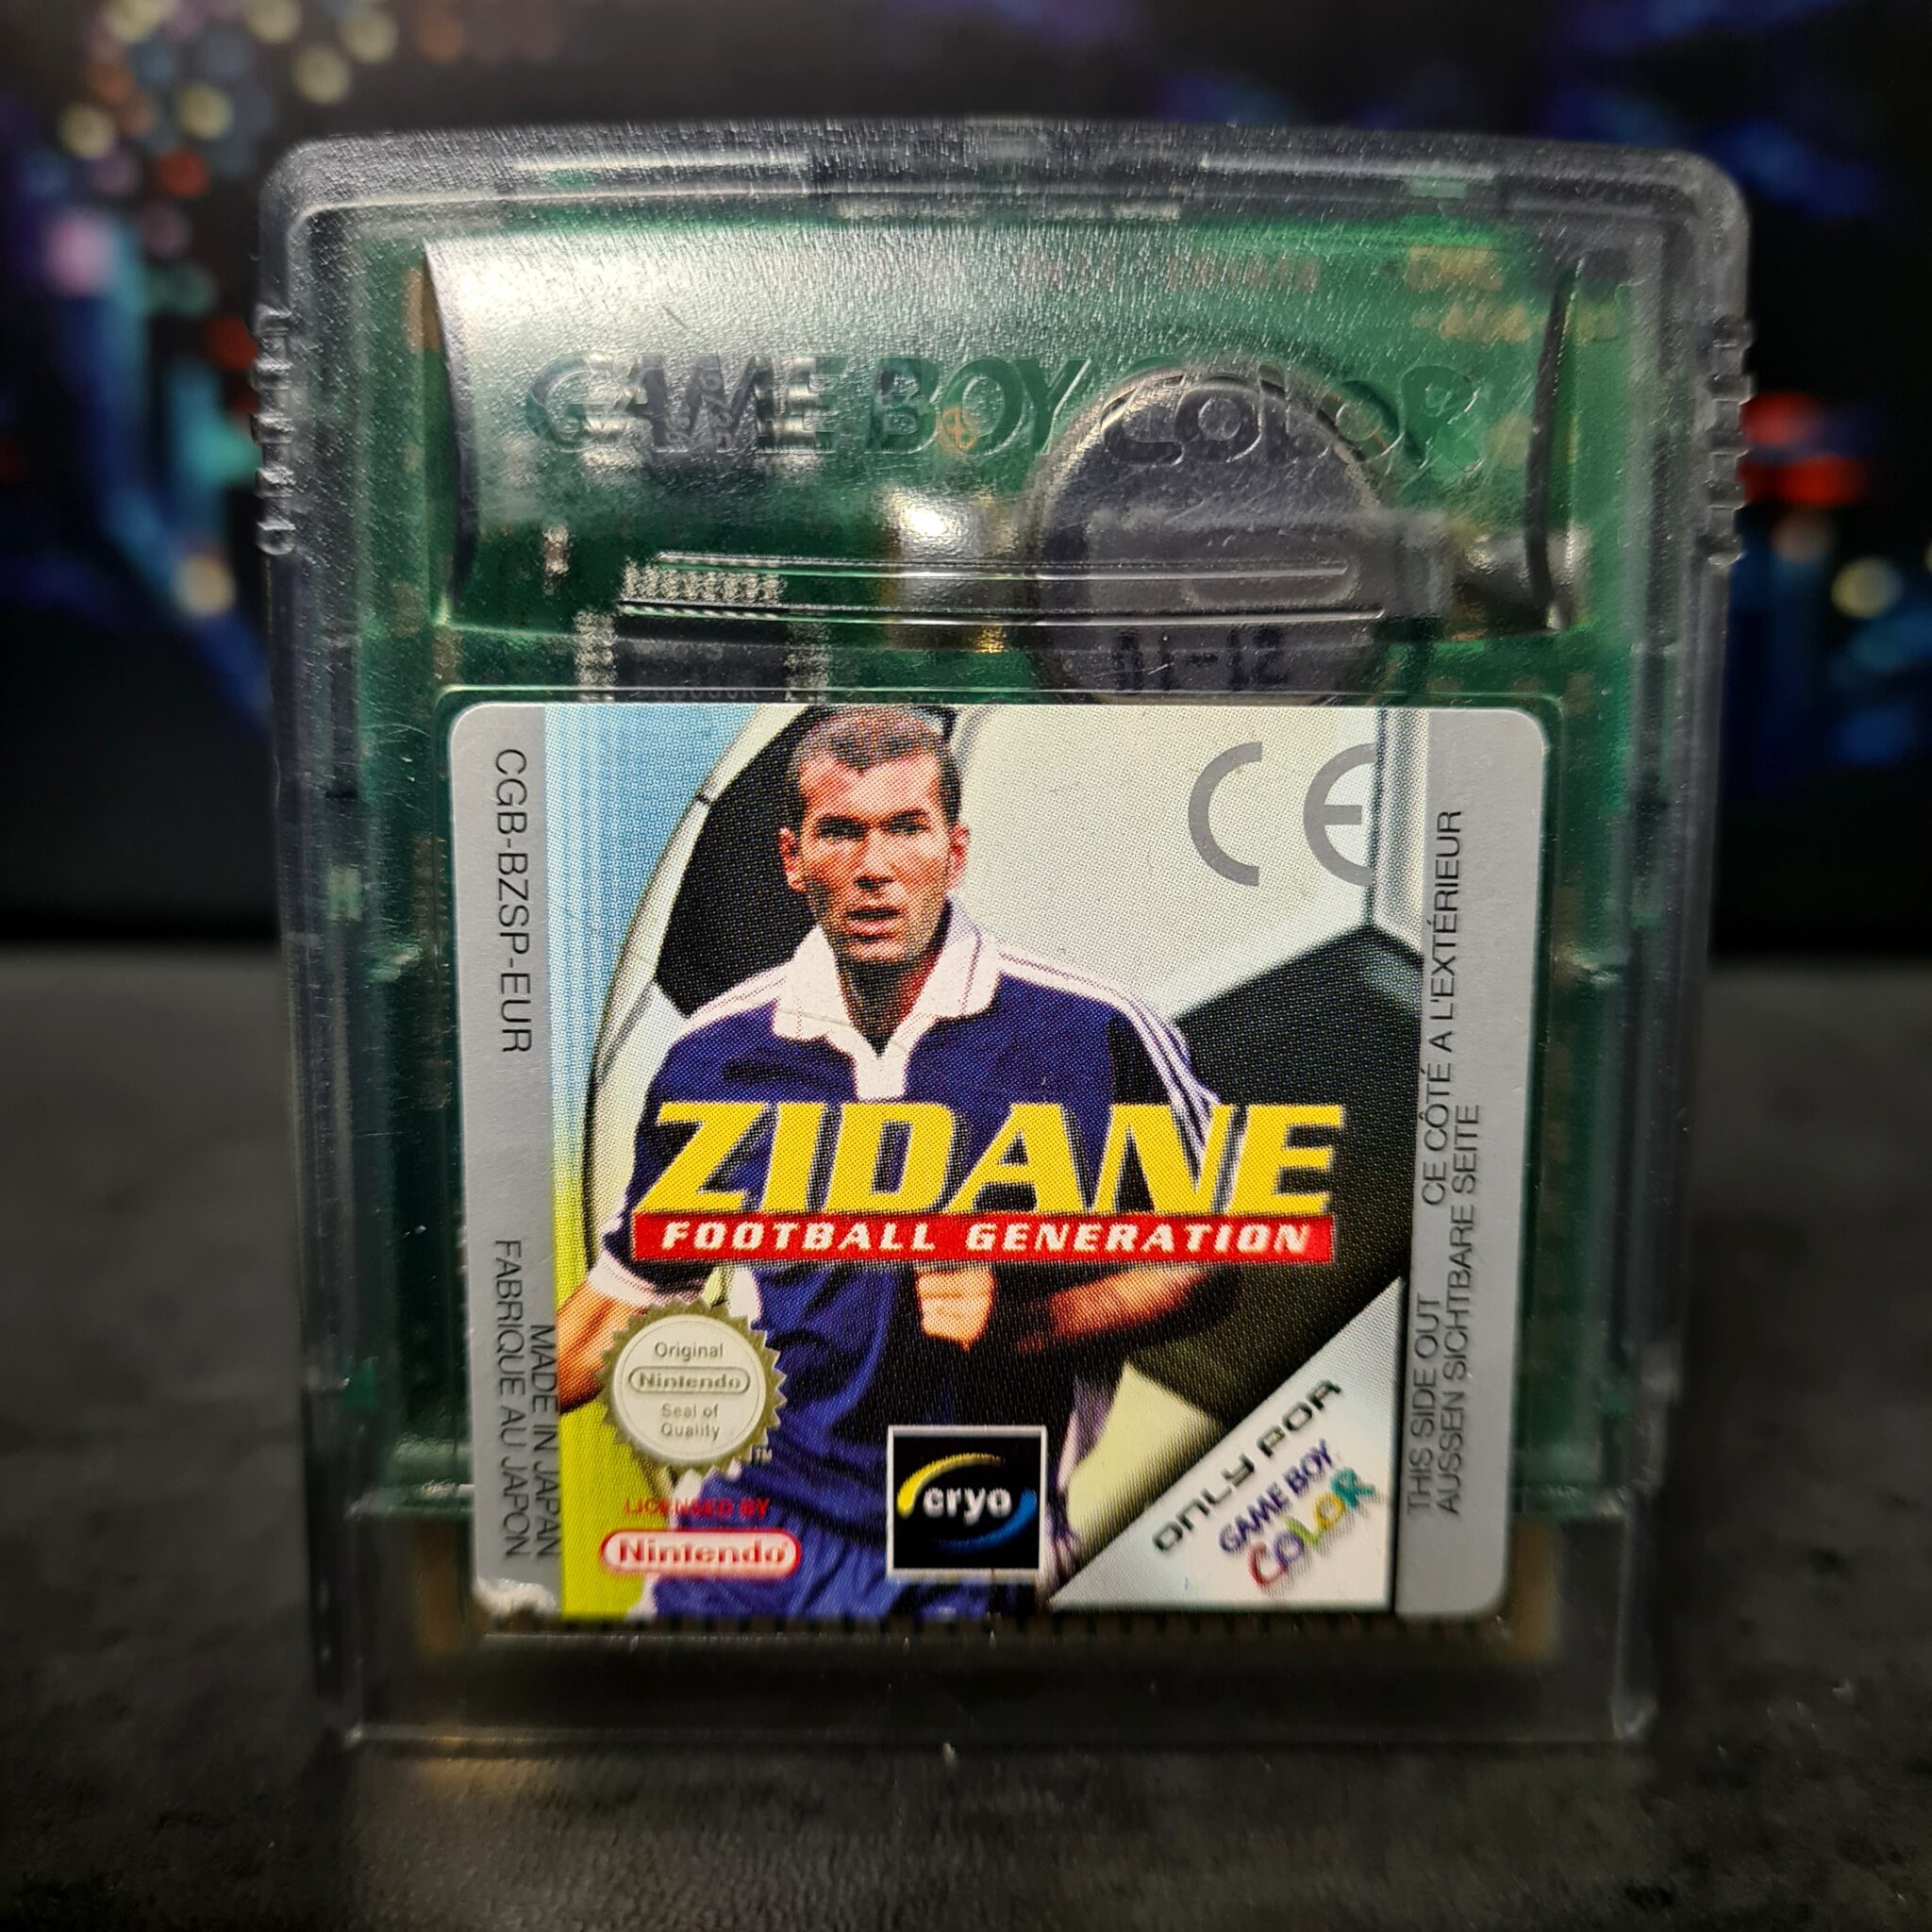 GAME BOY COLOR
01-12
CGB-BZSP-EUR
CE
ZIDANE
FOOTBALL GENERATION
Original
Nintendo
Seal of
Quality
TM
LICENSED BY
Nintendo®
cryo
ONLY FOR
GAME BOY
COLOR
MADE IN JAPAN
FABRIQUE AU JAPON
CE CÔTÉ A L'EXTÉRIEUR
THIS SIDE OUT
AUSSEN SICHTBARE SEITE